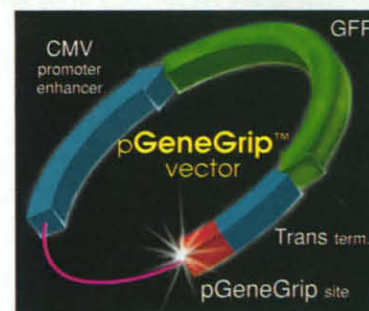 GFP
CMV
promoter
enhancer
pGeneGrip™
vector
Trans term.
pGeneGrip site